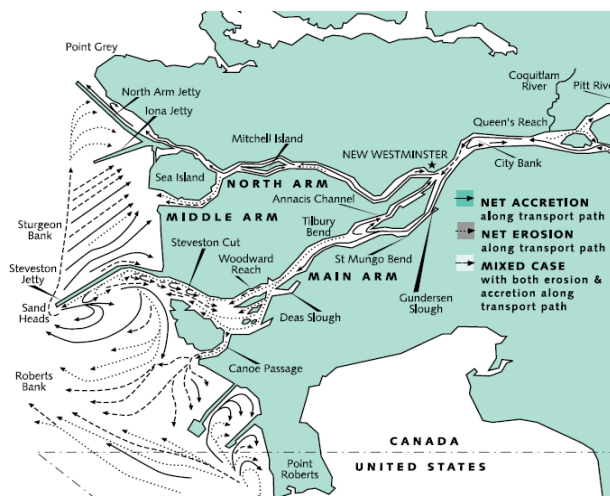 Point Grey
North Arm Jetty
Iona Jetty
Coquitlam
River
Pitt Rive
Queen's Reach
Mitchell Island
NEW WESTMINSTER
City Bank
Sea Island
NORTH ARM
Annacis Channel
MIDDLE ARM
Tilbury
Bend
Sturgeon
Bank
Steveston Cut
Woodward
Reach
St Mungo Bend
MAIN ARM
Steveston
Jetty
Sand
Heads
Gundersen
Slough
Deas Slough
Canoe Passage
Roberts
Bank
NET ACCRETION
along transport path
NET EROSION
along transport path
MIXED CASE
with both erosion &
accretion along
transport path
CANADA
UNITED STATES
Point
Roberts